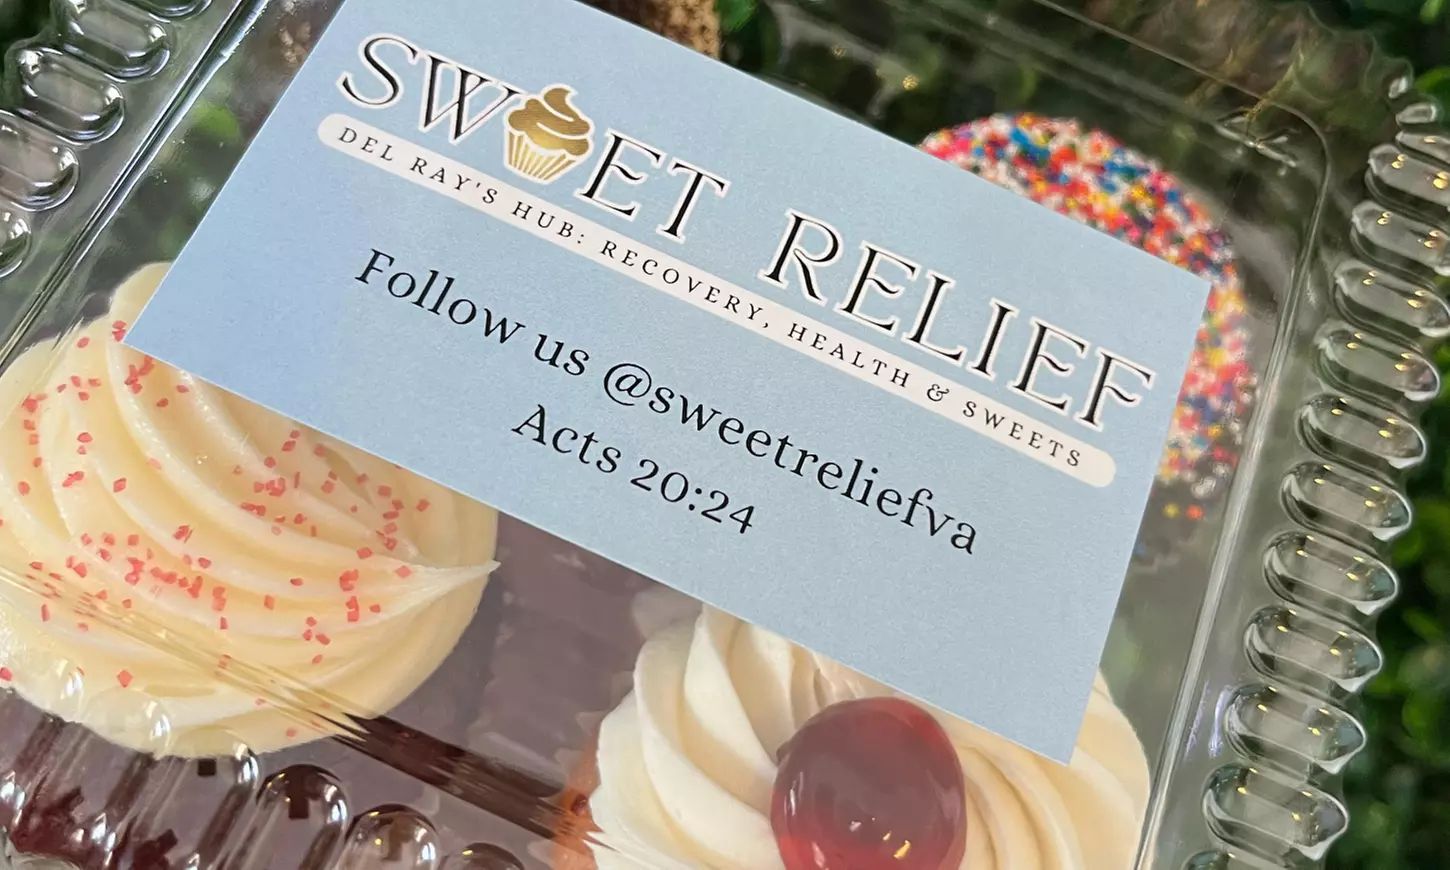 SWEET RELIEF
DEL RAY'S HUB: RECOVERY, HEALTH & SWEETS
Follow us @sweetreliefva
Acts 20:24